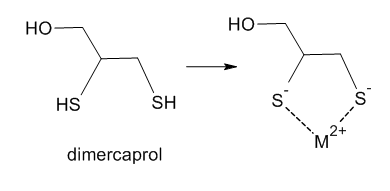 HO
HS
SH
dimercaprol
HO
S-
S-
M2+